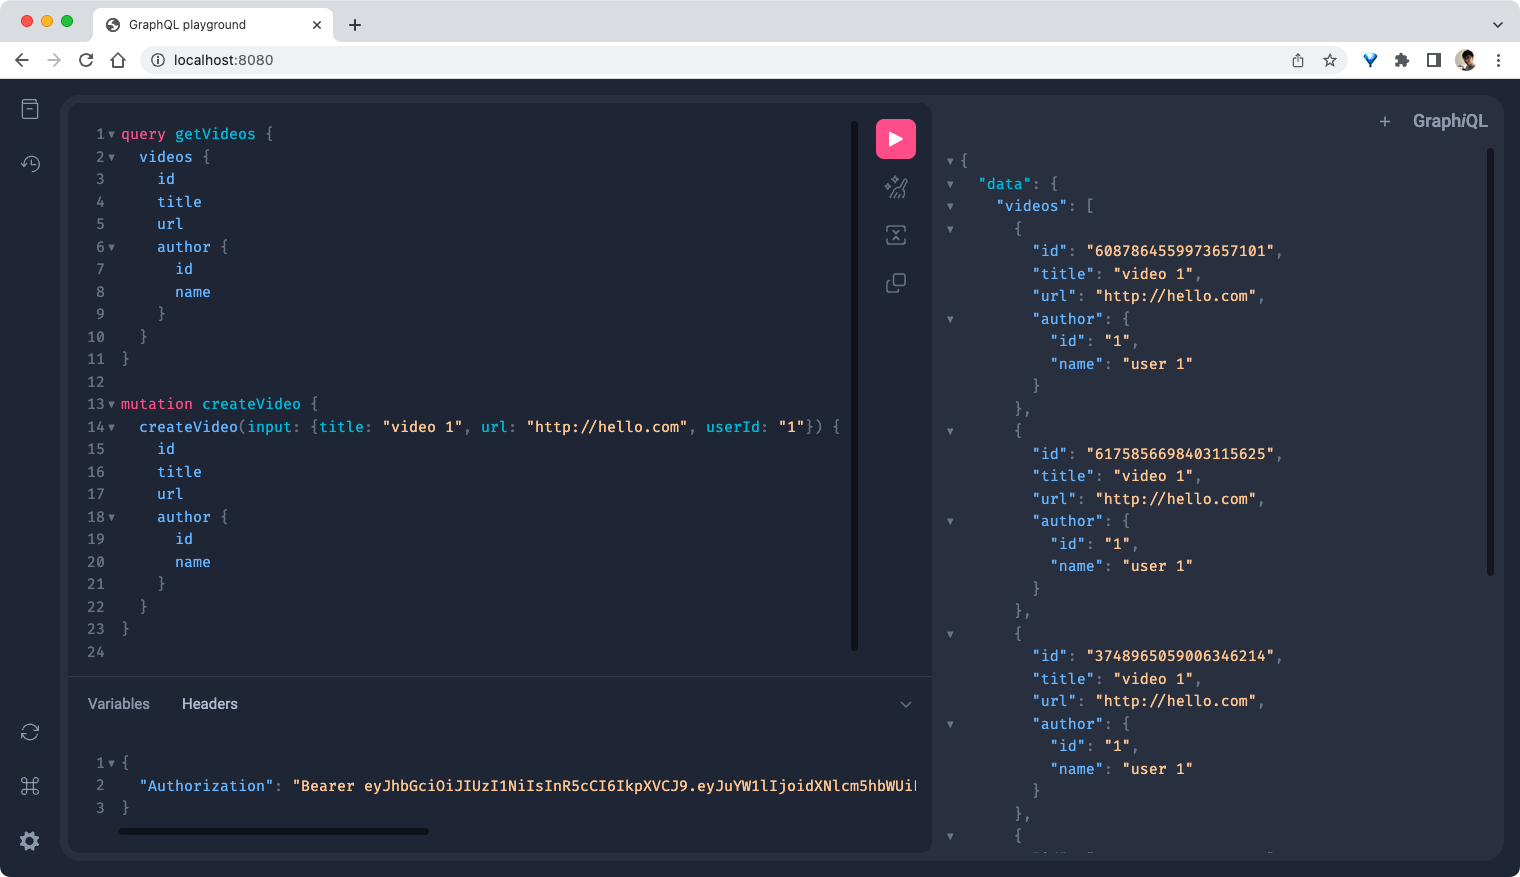 GraphQL playground
localhost:8080
1 query getVideos {
2 videos {
3 id
4 title
5 url
6 author {
7 id
8 name
9 }
10 }
11 }
12
13 mutation createVideo {
14 createVideo(input: {title: "video 1", url: "http://hello.com", userId: "1"}) {
15 id
16 title
17 url
18 author {
19 id
20 name
21 }
22 }
23 }
24
Variables Headers
1 {
2 "Authorization": "Bearer eyJhbGciOiJIUzI1NiIsInR5cCI6IkpXVCJ9.eyJuYW1lIjoidXNlcm5hbWUi
3 }
+ GraphiQL
{
"data": {
"videos": [
{
"id": "6087864559973657101",
"title": "video 1",
"url": "http://hello.com",
"author": {
"id": "1",
"name": "user 1"
}
},
{
"id": "6175856698403115625",
"title": "video 1",
"url": "http://hello.com",
"author": {
"id": "1",
"name": "user 1"
}
},
{
"id": "3748965059006346214",
"title": "video 1",
"url": "http://hello.com",
"author": {
"id": "1",
"name": "user 1"
}
},
{